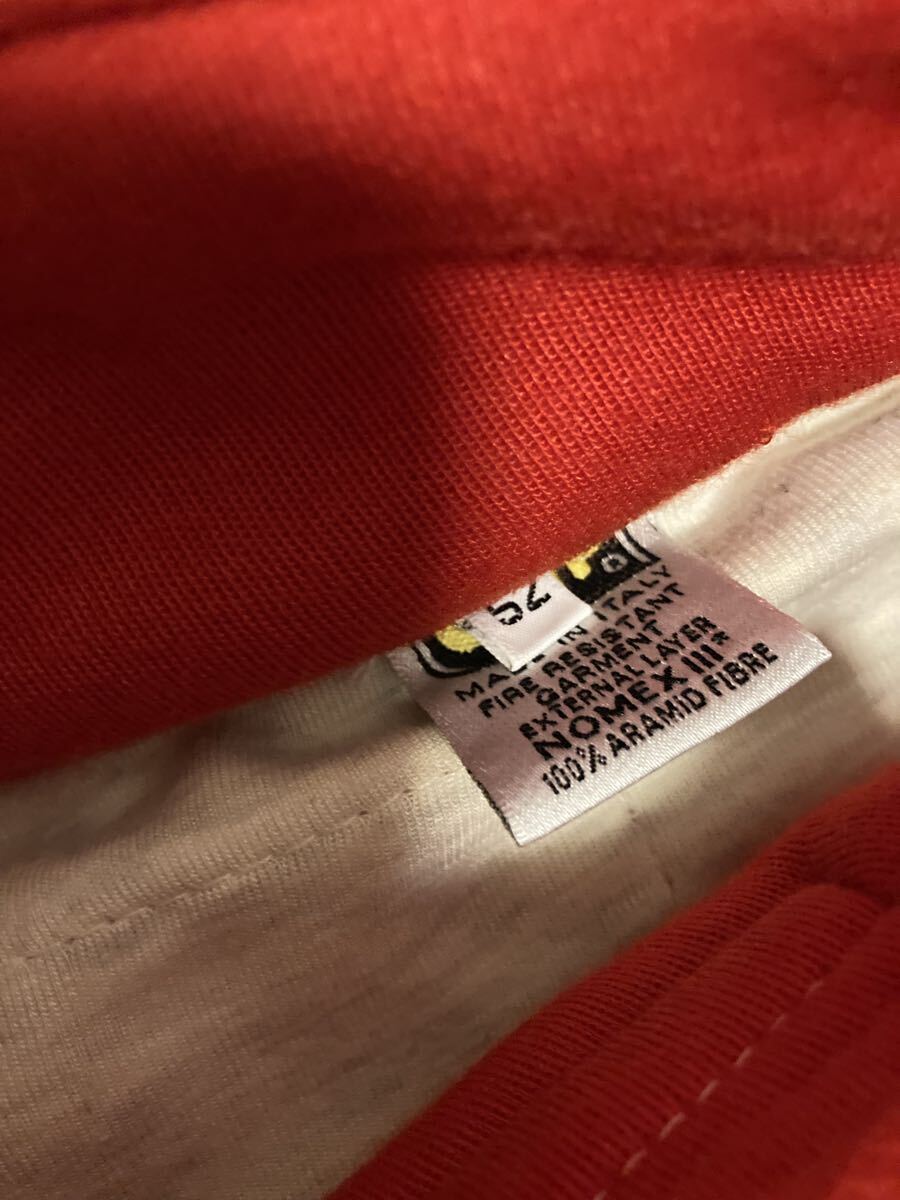 52
®
MADE IN ITALY
FIRE RESISTANT
GARMENT
EXTERNAL LAYER
NOMEX III*
100% ARAMID FIBRE